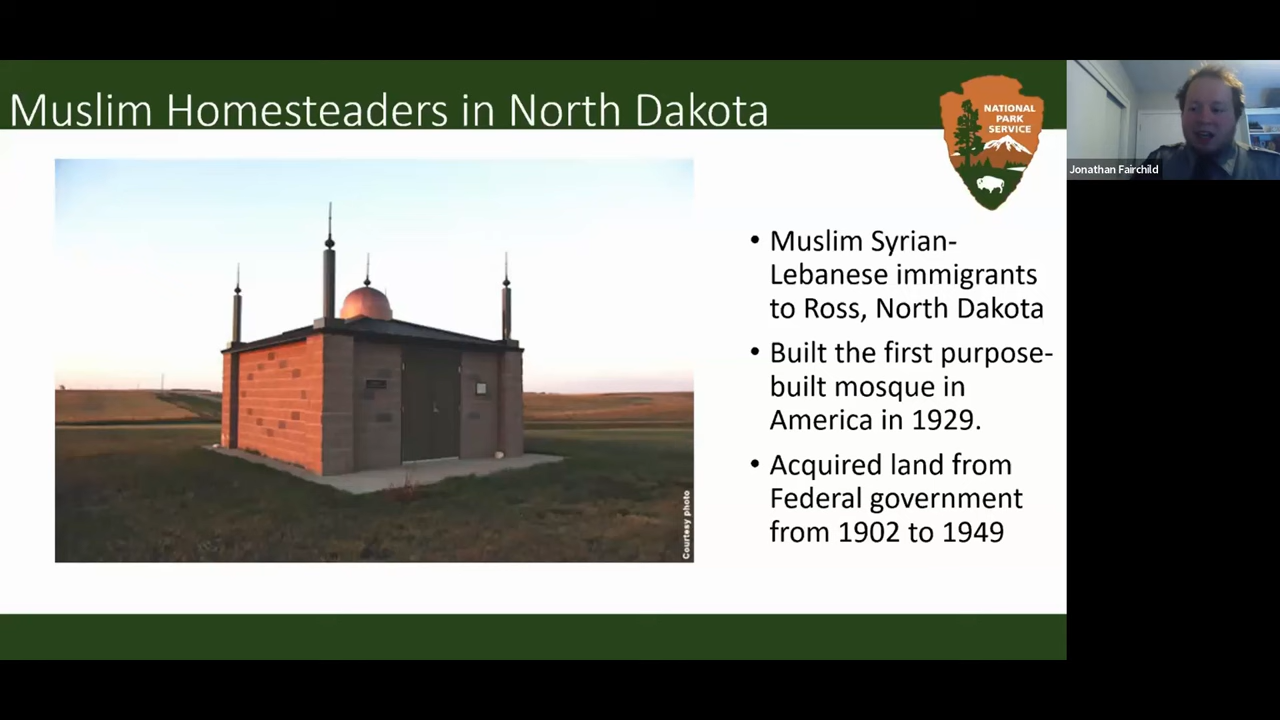 Muslim Homesteaders in North Dakota
NATIONAL
PARK
SERVICE
Jonathan Fairchild
• Muslim Syrian-
Lebanese immigrants
to Ross, North Dakota
• Built the first purpose-
built mosque in
America in 1929.
• Acquired land from
Federal government
from 1902 to 1949
Courtesy photo